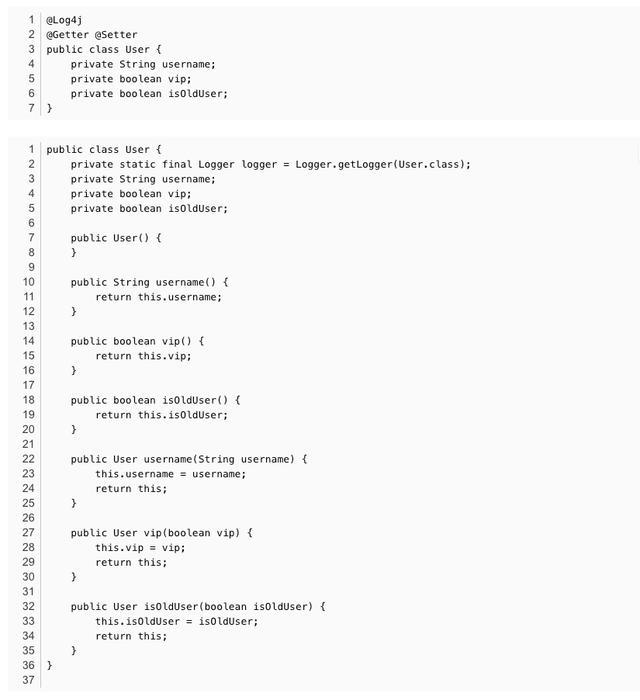 1 @Log4j
2 @Getter @Setter
3 public class User {
4     private String username;
5     private boolean vip;
6     private boolean isOldUser;
7 }
1 public class User {
2     private static final Logger logger = Logger.getLogger(User.class);
3     private String username;
4     private boolean vip;
5     private boolean isOldUser;
6
7     public User() {
8     }
9
10     public String username() {
11         return this.username;
12     }
13
14     public boolean vip() {
15         return this.vip;
16     }
17
18     public boolean isOldUser() {
19         return this.isOldUser;
20     }
21
22     public User username(String username) {
23         this.username = username;
24         return this;
25     }
26
27     public User vip(boolean vip) {
28         this.vip = vip;
29         return this;
30     }
31
32     public User isOldUser(boolean isOldUser) {
33         this.isOldUser = isOldUser;
34         return this;
35     }
36 }
37